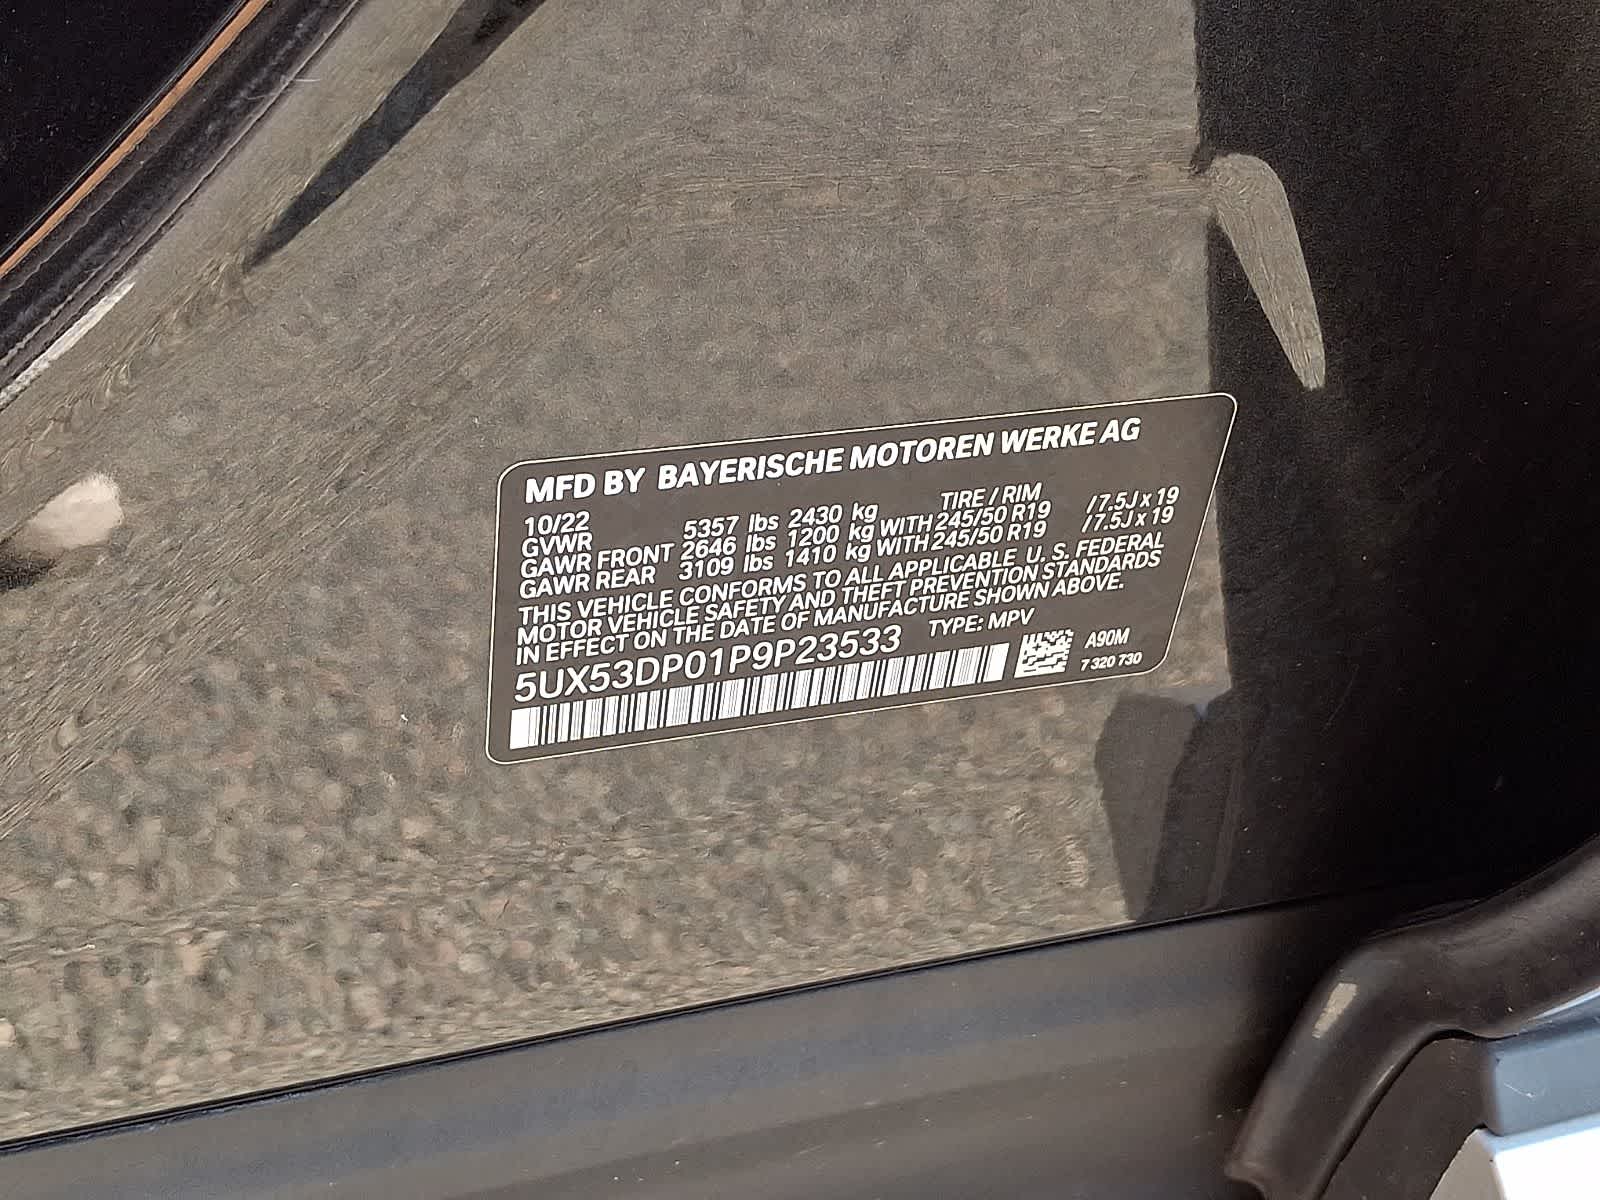 MFD BY BAYERISCHE MOTOREN WERKE AG
10/22 TIRE / RIM
GVWR 5357 lbs 2430 kg
GAWR FRONT 2646 lbs 1200 kg WITH 245/50 R19 / 7.5J x 19
GAWR REAR 3109 lbs 1410 kg WITH 245/50 R19 / 7.5J x 19
THIS VEHICLE CONFORMS TO ALL APPLICABLE U. S. FEDERAL
MOTOR VEHICLE SAFETY AND THEFT PREVENTION STANDARDS
IN EFFECT ON THE DATE OF MANUFACTURE SHOWN ABOVE.
5UX53DP01P9P23533 TYPE: MPV
A90M
7 320 730